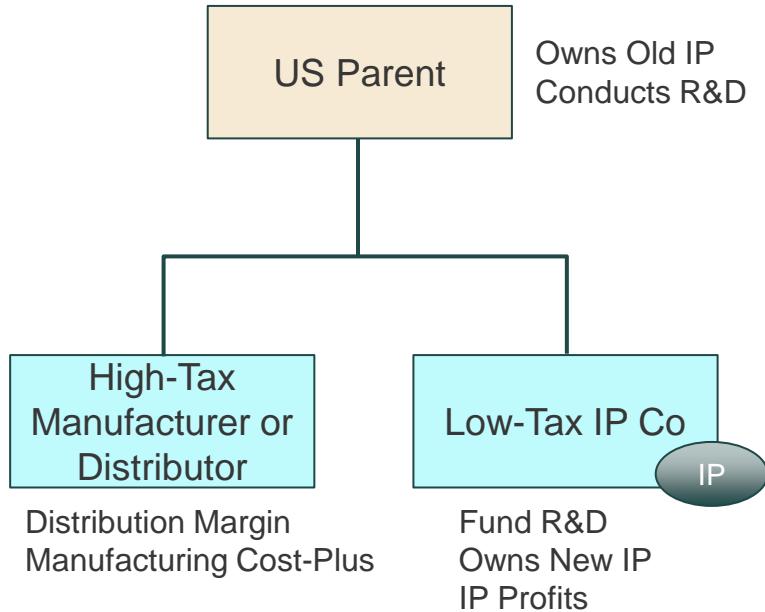 US Parent
Owns Old IP
Conducts R&D
High-Tax
Manufacturer or
Distributor
Low-Tax IP Co
IP
Distribution Margin
Manufacturing Cost-Plus
Fund R&D
Owns New IP
IP Profits